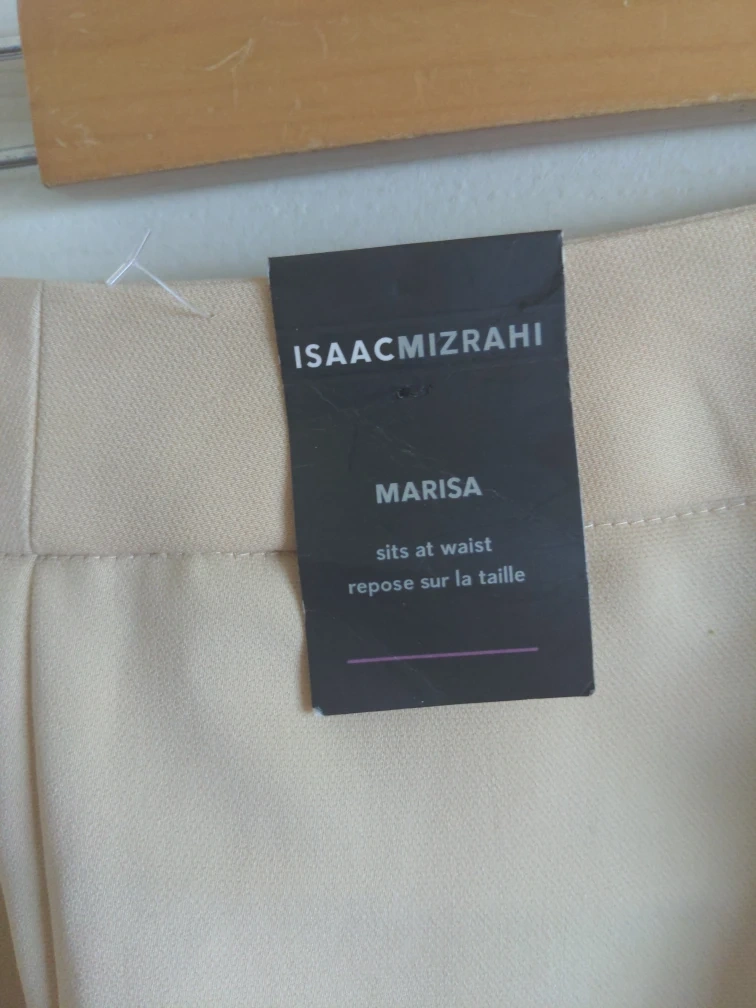 ISAACMIZRAHI
MARISA
sits at waist
repose sur la taille